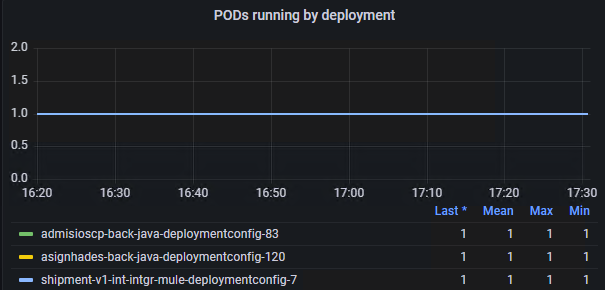 PODs running by deployment
2.0
1.5
1.0
0.5
0.0
16:20 16:30 16:40 16:50 17:00 17:10 17:20 17:30
Last * Mean Max Min
admisioscp-back-java-deploymentconfig-83 1 1 1 1
asignhades-back-java-deploymentconfig-120 1 1 1 1
shipment-v1-int-intgr-mule-deploymentconfig-7 1 1 1 1